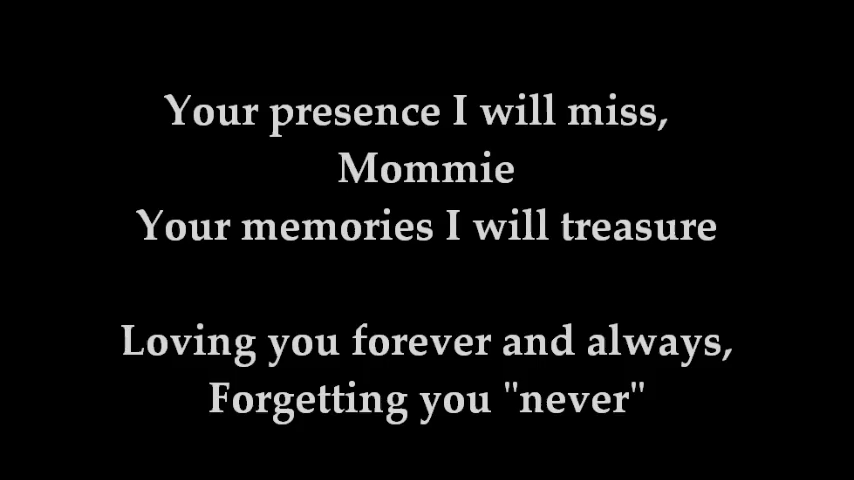 Your presence I will miss,
Mommie
Your memories I will treasure
Loving you forever and always,
Forgetting you "never"